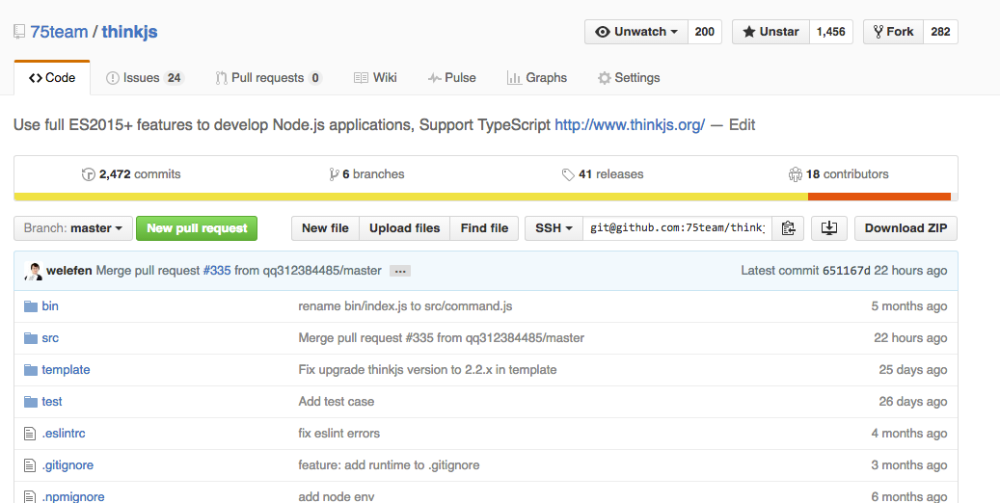 75team / thinkjs Unwatch 200 Unstar 1,456 Fork 282
Code Issues 24 Pull requests 0 Wiki Pulse Graphs Settings
Use full ES2015+ features to develop Node.js applications, Support TypeScript http://www.thinkjs.org/ — Edit
2,472 commits 6 branches 41 releases 18 contributors
Branch: master New pull request New file Upload files Find file SSH git@github.com:75team/thinkj Download ZIP
welefen Merge pull request #335 from qq312384485/master ... Latest commit 651167d 22 hours ago
bin rename bin/index.js to src/command.js 5 months ago
src Merge pull request #335 from qq312384485/master 22 hours ago
template Fix upgrade thinkjs version to 2.2.x in template 25 days ago
test Add test case 26 days ago
.eslintrc fix eslint errors 4 months ago
.gitignore feature: add runtime to .gitignore 3 months ago
.npmignore add node env 6 months ago